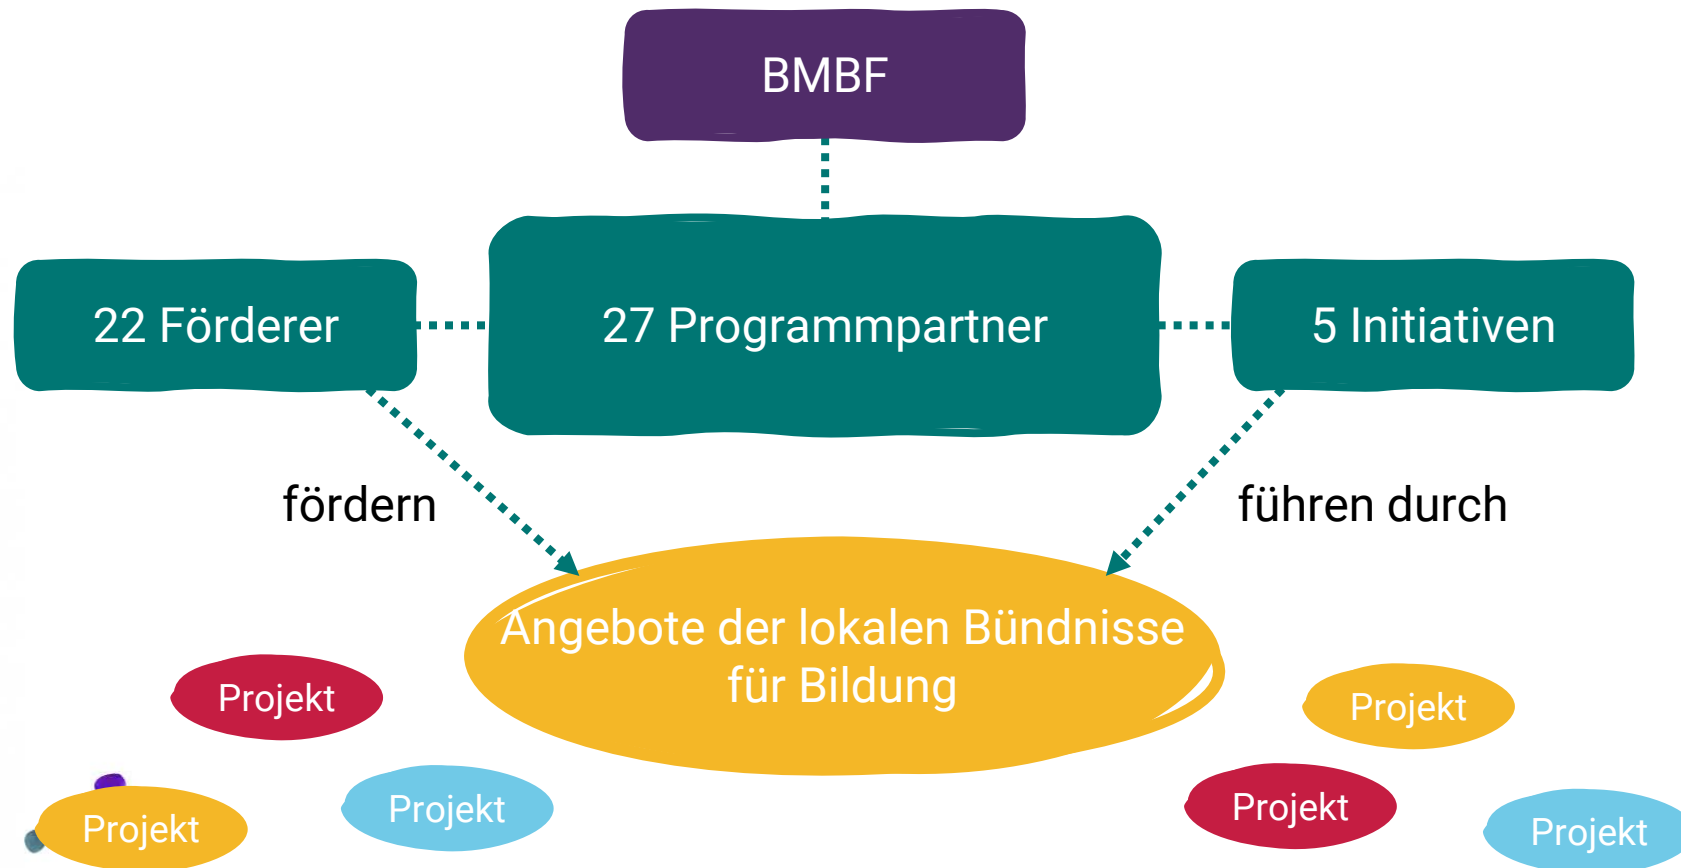 BMBF
22 Förderer
27 Programmpartner
5 Initiativen
fördern
führen durch
Angebote der lokalen Bündnisse
für Bildung
Projekt
Projekt
Projekt
Projekt
Projekt
Projekt